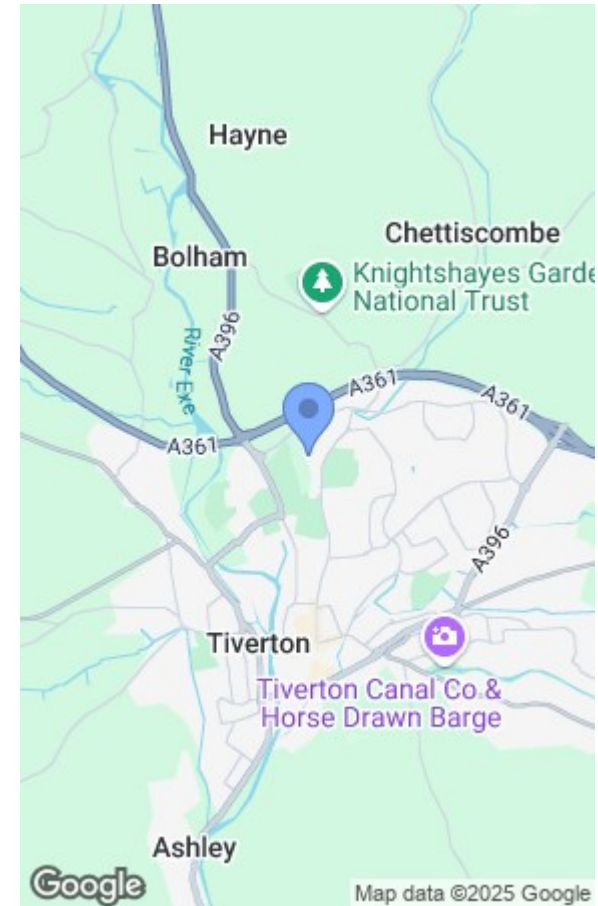 Hayne
Chettiscombe
Bolham
Knightshayes Garde
National Trust
River Exe
A396
A361
A361
A361
A396
Tiverton
Tiverton Canal Co &
Horse Drawn Barge
Ashley
Google
Map data ©2025 Google